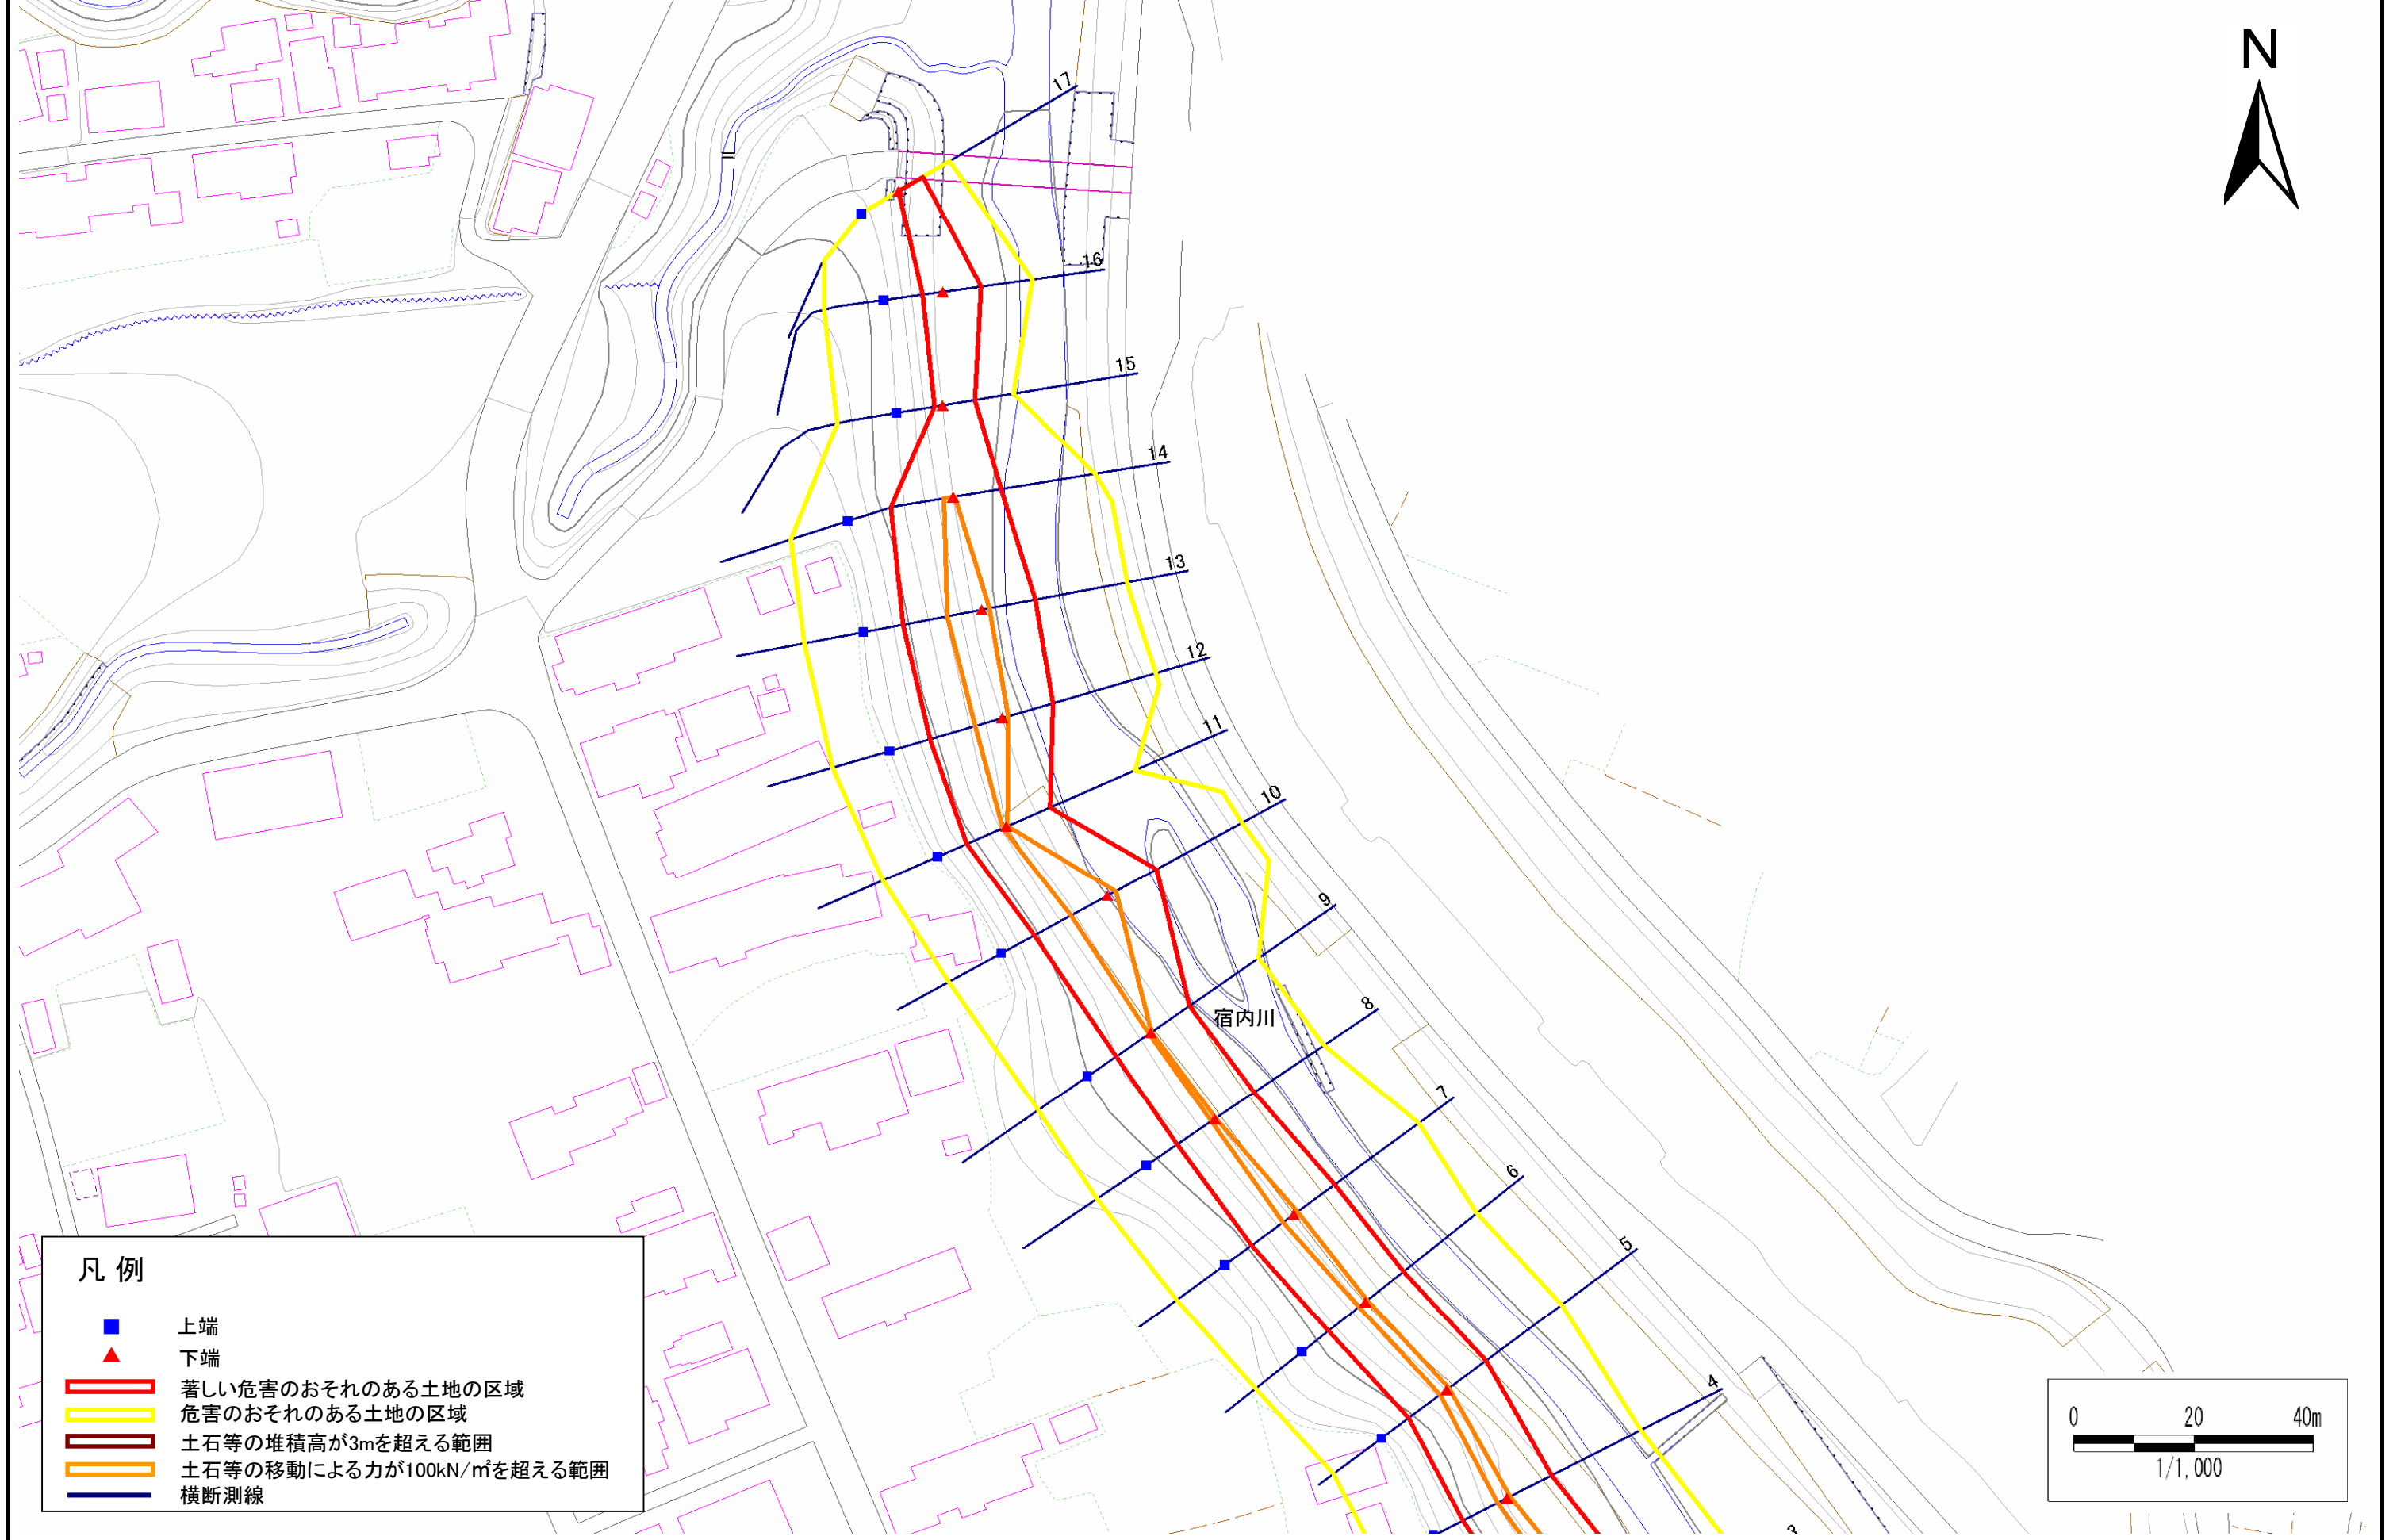 N
17
16
15
14
13
12
11
10
9
宿内川
8
7
6
5
4
3
凡 例
上端
下端
著しい危害のおそれのある土地の区域
危害のおそれのある土地の区域
土石等の堆積高が3mを超える範囲
土石等の移動による力が100kN/㎡を超える範囲
横断測線
0 20 40m
1/1,000